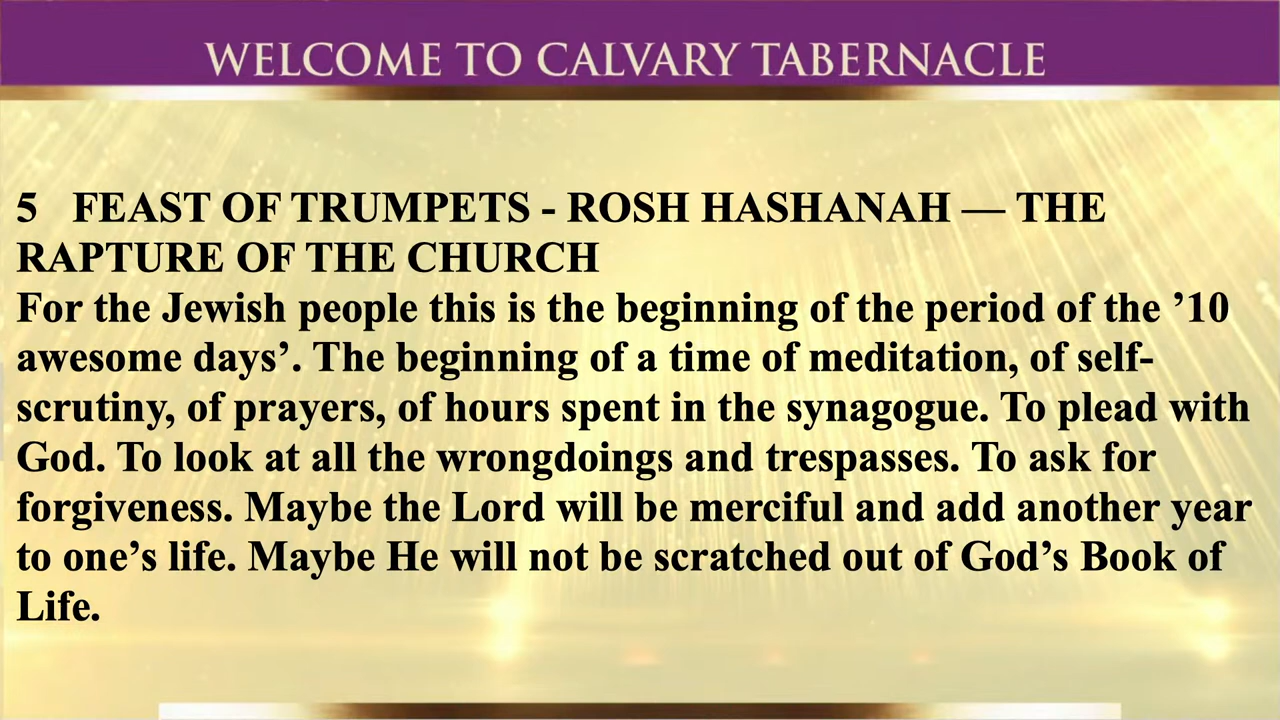 WELCOME TO CALVARY TABERNACLE
5 FEAST OF TRUMPETS - ROSH HASHANAH — THE
RAPTURE OF THE CHURCH
For the Jewish people this is the beginning of the period of the ’10
awesome days’. The beginning of a time of meditation, of self-
scrutiny, of prayers, of hours spent in the synagogue. To plead with
God. To look at all the wrongdoings and trespasses. To ask for
forgiveness. Maybe the Lord will be merciful and add another year
to one’s life. Maybe He will not be scratched out of God’s Book of
Life.